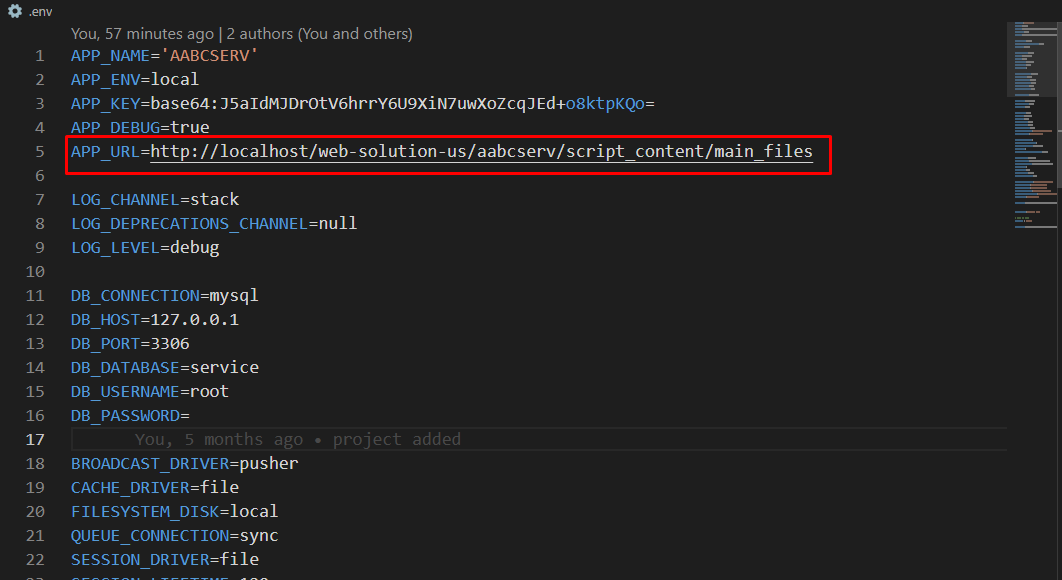 .env
You, 57 minutes ago | 2 authors (You and others)
1 APP_NAME='AABCSERV'
2 APP_ENV=local
3 APP_KEY=base64:J5aIdMJDrOtV6hrrY6U9XiN7uwXoZcqJEd+o8ktpKQo=
4 APP_DEBUG=true
5 APP_URL=http://localhost/web-solution-us/aabcserv/script_content/main_files
6
7 LOG_CHANNEL=stack
8 LOG_DEPRECATIONS_CHANNEL=null
9 LOG_LEVEL=debug
10
11 DB_CONNECTION=mysql
12 DB_HOST=127.0.0.1
13 DB_PORT=3306
14 DB_DATABASE=service
15 DB_USERNAME=root
16 DB_PASSWORD=
17 You, 5 months ago • project added
18 BROADCAST_DRIVER=pusher
19 CACHE_DRIVER=file
20 FILESYSTEM_DISK=local
21 QUEUE_CONNECTION=sync
22 SESSION_DRIVER=file